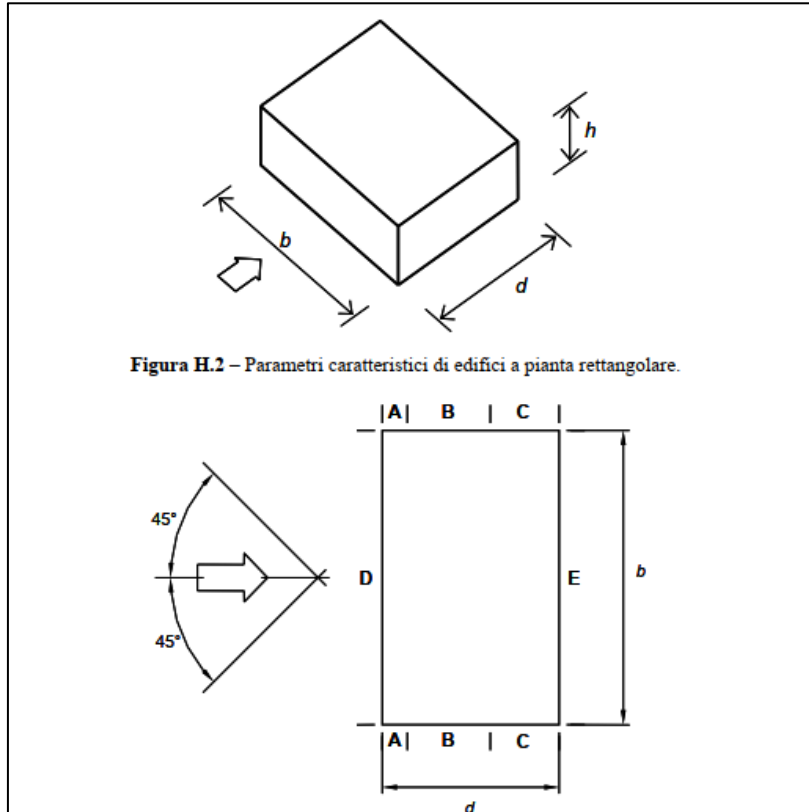 h
b
d
Figura H.2 – Parametri caratteristici di edifici a pianta rettangolare.
|A| B | C |
45°
D E b
45°
A| B | C |
d